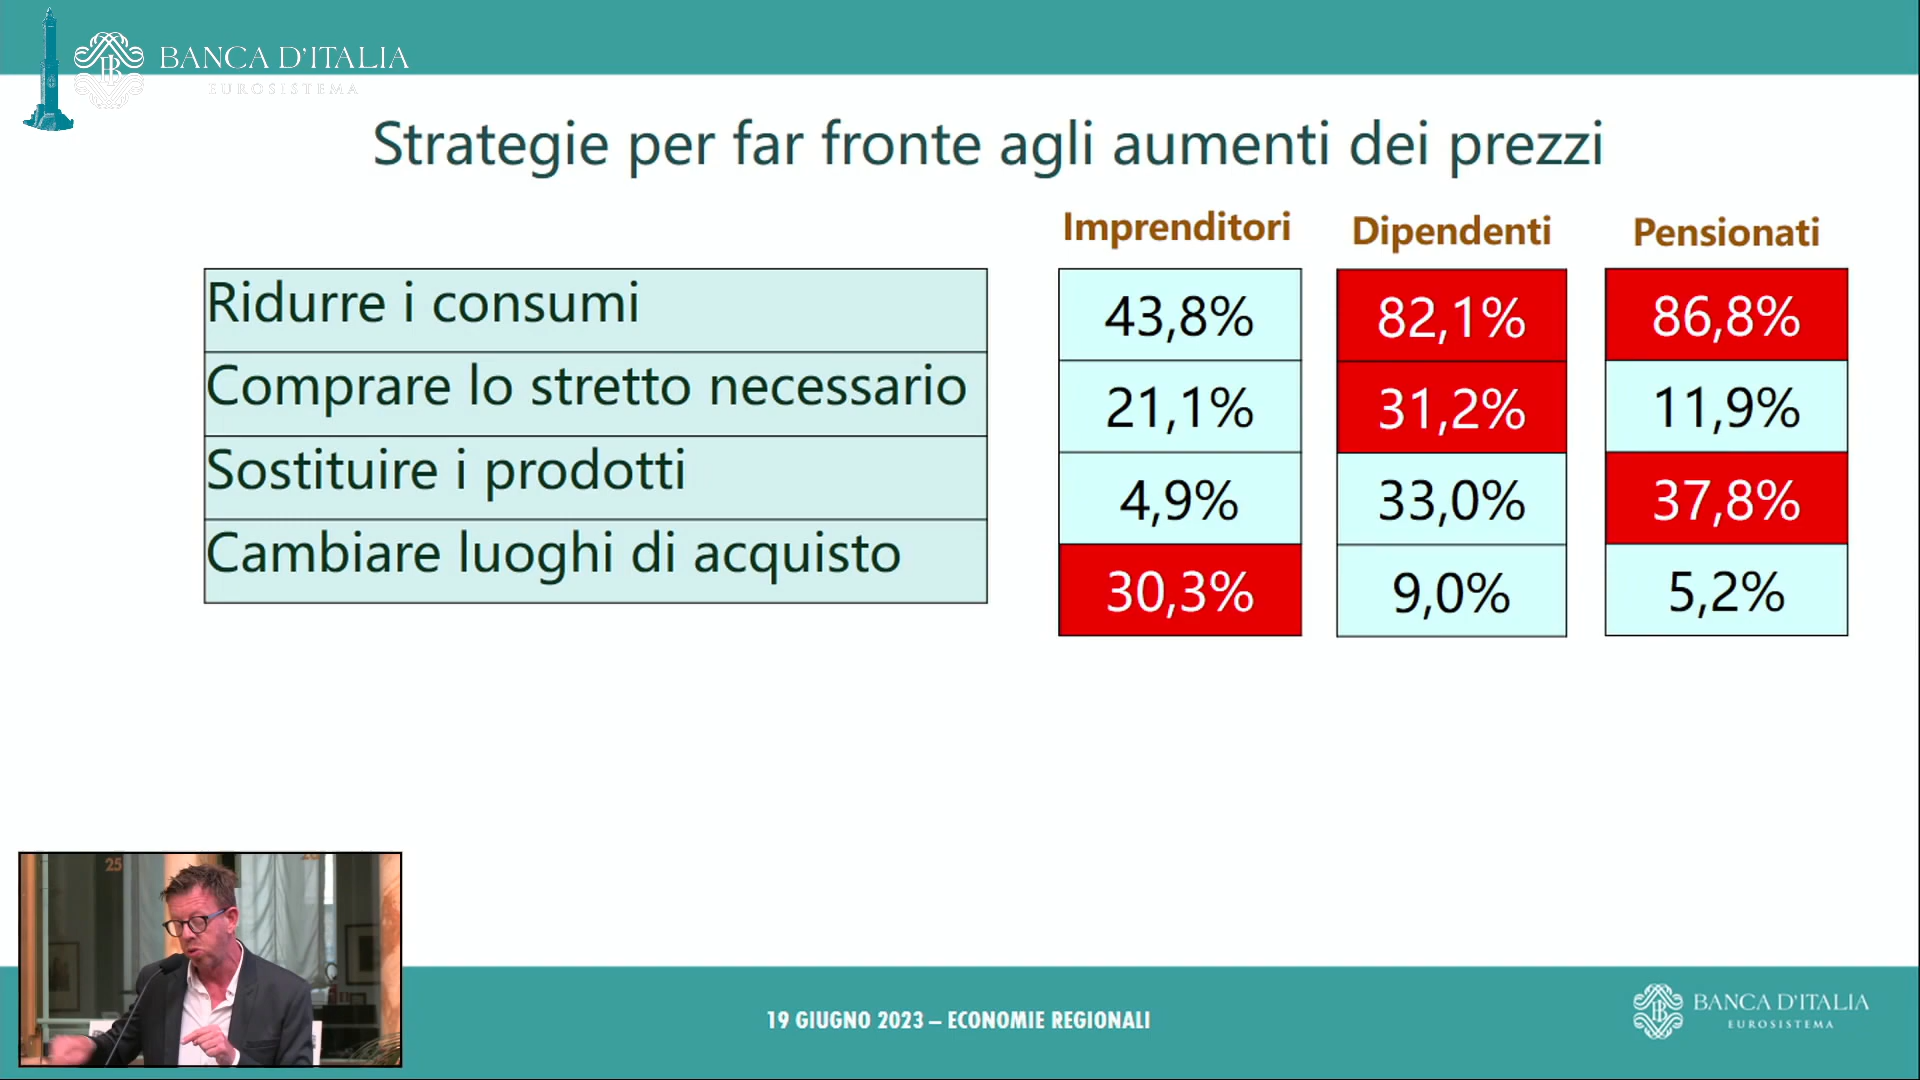 BANCA D'ITALIA
EUROSISTEMA
Strategie per far fronte agli aumenti dei prezzi
Imprenditori Dipendenti Pensionati
Ridurre i consumi 43,8% 82,1% 86,8%
Comprare lo stretto necessario 21,1% 31,2% 11,9%
Sostituire i prodotti 4,9% 33,0% 37,8%
Cambiare luoghi di acquisto 30,3% 9,0% 5,2%
25
19 GIUGNO 2023 – ECONOMIE REGIONALI
BANCA D'ITALIA
EUROSISTEMA